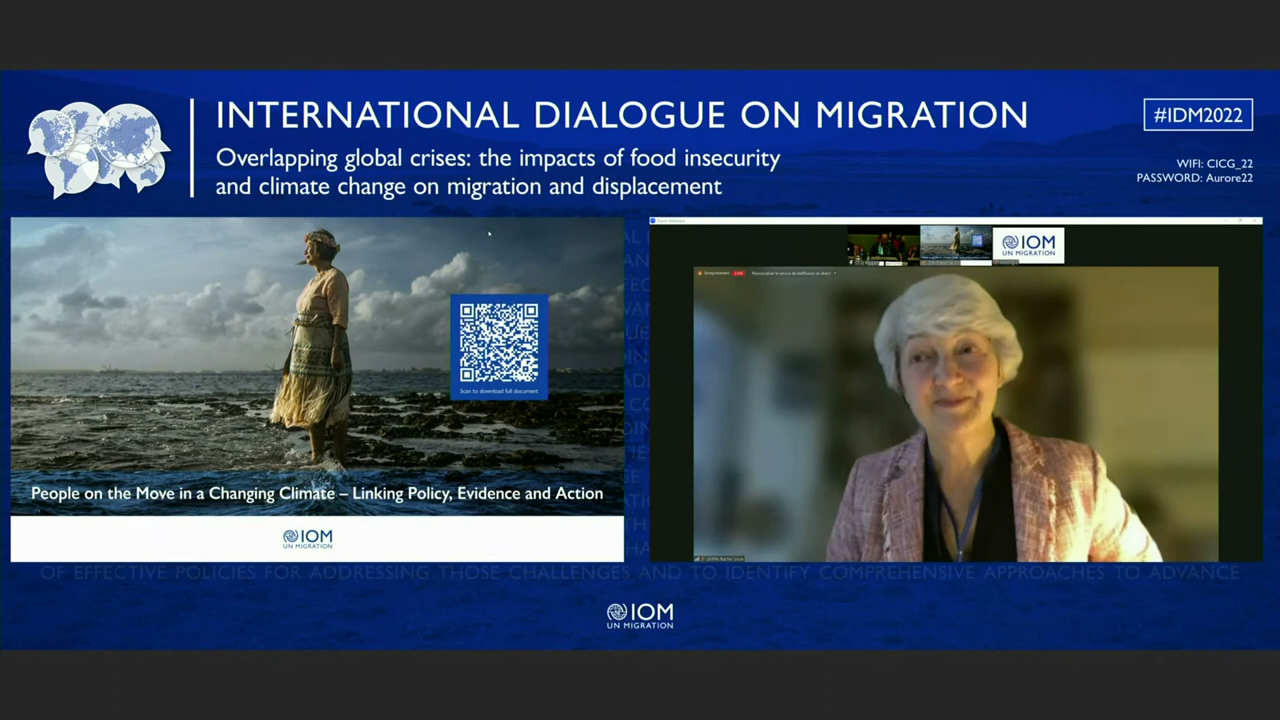 INTERNATIONAL DIALOGUE ON MIGRATION
Overlapping global crises: the impacts of food insecurity
and climate change on migration and displacement
#IDM2022
WIFI: CICG_22
PASSWORD: Aurore22
Scan to download full document
People on the Move in a Changing Climate – Linking Policy, Evidence and Action
IOM
UN MIGRATION
IOM
UN MIGRATION
LIVE
OF EFFECTIVE POLICIES FOR ADDRESSING THOSE CHALLENGES AND TO IDENTIFY COMPREHENSIVE APPROACHES TO ADVANCE
IOM
UN MIGRATION